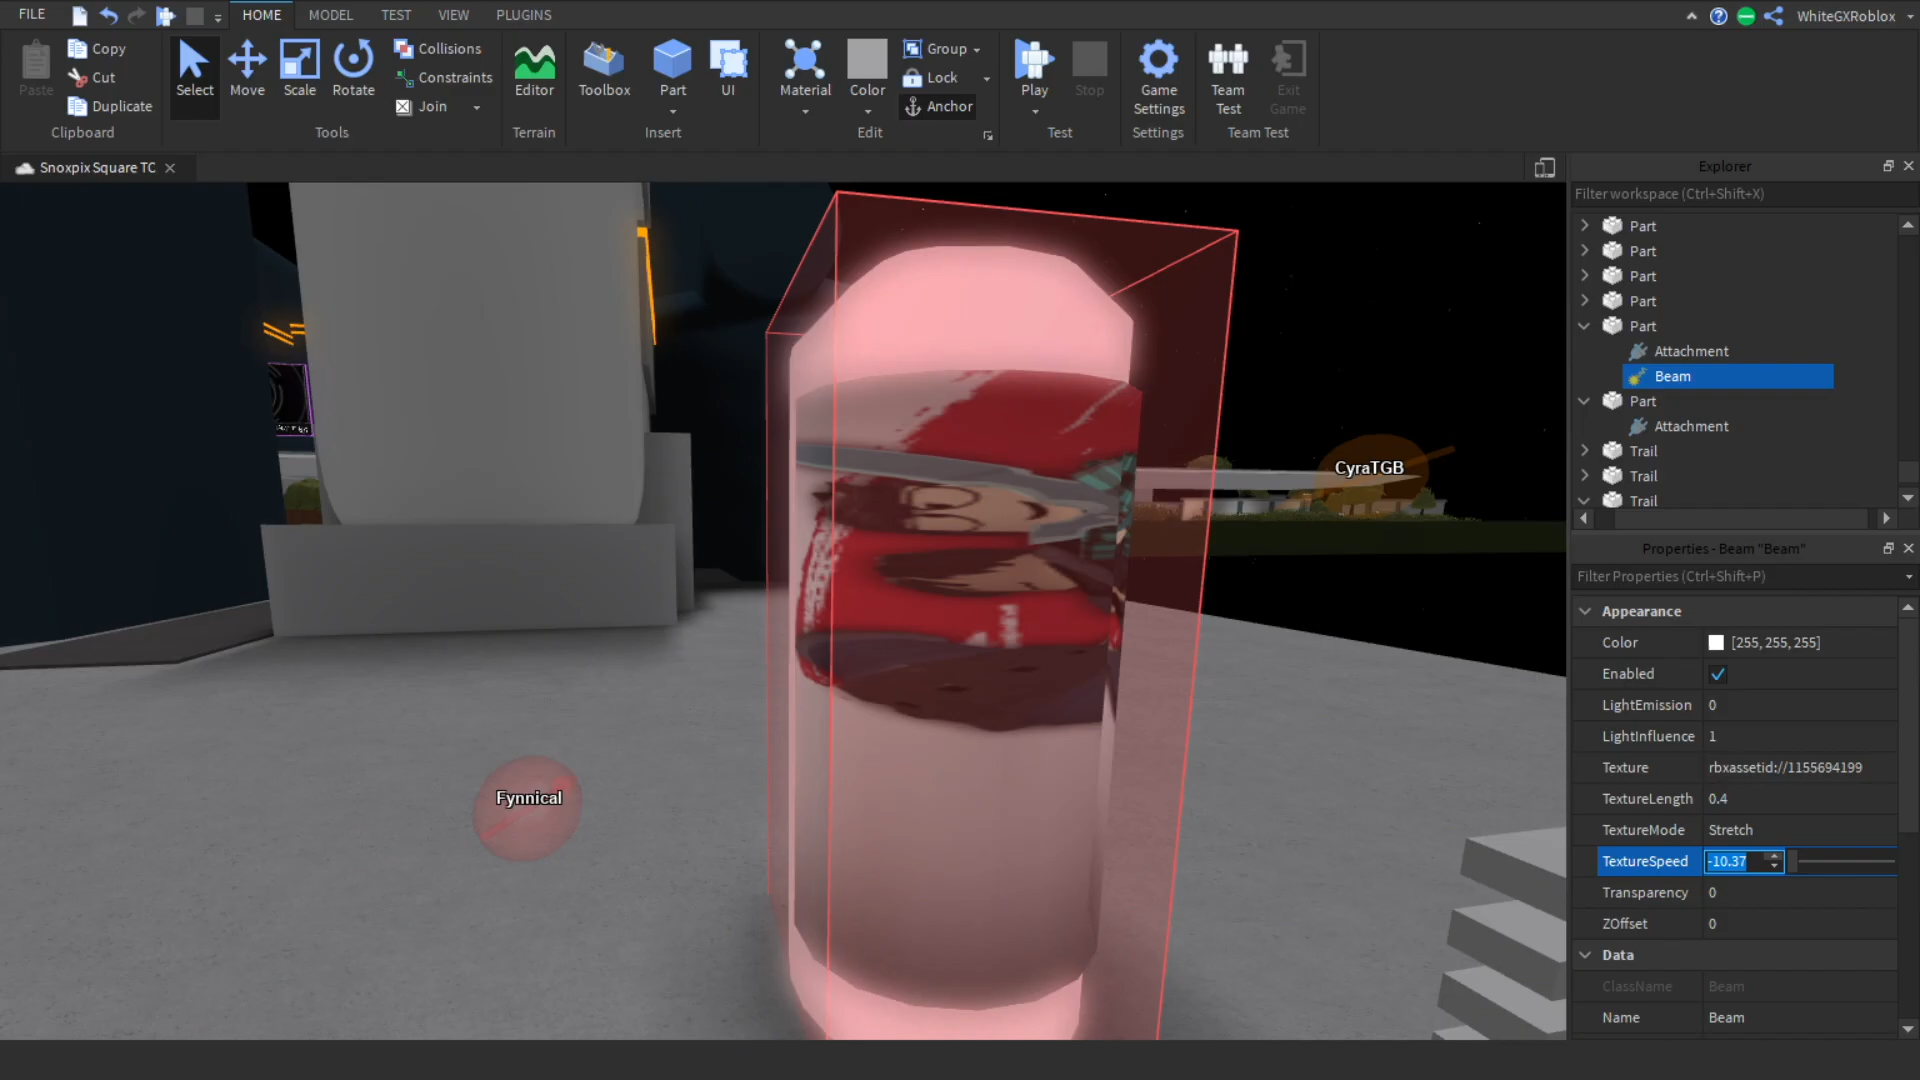 FILE
HOME
MODEL
TEST
VIEW
PLUGINS
WhiteGXRoblox
Paste
Copy
Cut
Duplicate
Clipboard
Select
Move
Scale
Rotate
Collisions
Constraints
Join
Tools
Editor
Terrain
Toolbox
Part
UI
Insert
Material
Color
Group
Lock
Anchor
Edit
Play
Stop
Test
Game
Settings
Settings
Team
Test
Exit
Game
Team Test
Snoxpix Square TC
CyraTGB
Fynnical
Explorer
Filter workspace (Ctrl+Shift+X)
Part
Part
Part
Part
Part
Attachment
Beam
Part
Attachment
Trail
Trail
Trail
Properties - Beam "Beam"
Filter Properties (Ctrl+Shift+P)
Appearance
Color [255, 255, 255]
Enabled
LightEmission 0
LightInfluence 1
Texture rbxassetid://1155694199
TextureLength 0.4
TextureMode Stretch
TextureSpeed -10.37
Transparency 0
ZOffset 0
Data
ClassName Beam
Name Beam